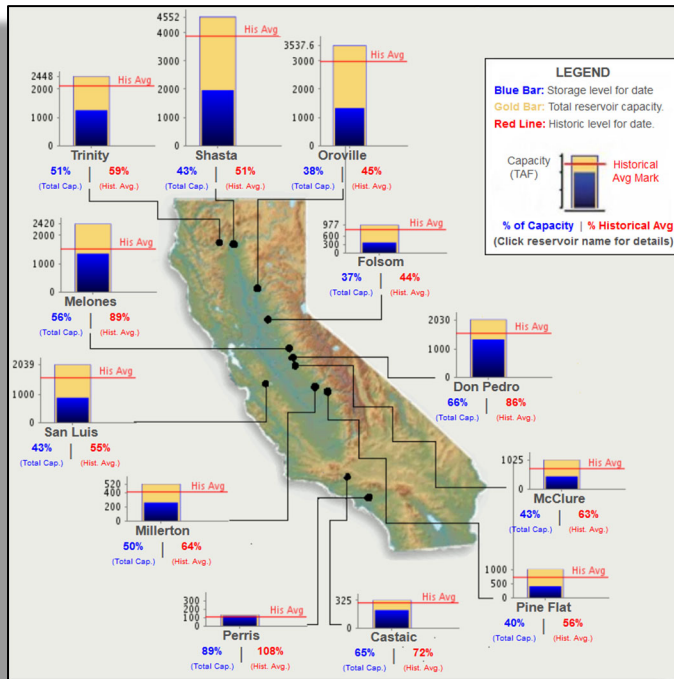 4552
4000
3000
2000
1000
0
His Avg
Shasta
43% | 51%
(Total Cap.) (Hist. Avg.)
3537.6
3000
2000
1000
0
His Avg
Oroville
38% | 45%
(Total Cap.) (Hist. Avg.)
2448
2000
1000
0
His Avg
Trinity
51% | 59%
(Total Cap.) (Hist. Avg.)
LEGEND
Blue Bar: Storage level for date
Gold Bar: Total reservoir capacity.
Red Line: Historic level for date.
Capacity
(TAF)
Historical
Avg Mark
% of Capacity | % Historical Avg
(Click reservoir name for details)
2420
2000
1000
0
His Avg
Melones
56% | 89%
(Total Cap.) (Hist. Avg.)
977
600
300
0
His Avg
Folsom
37% | 44%
(Total Cap.) (Hist. Avg.)
2030
1000
0
His Avg
Don Pedro
66% | 86%
(Total Cap.) (Hist. Avg.)
2039
1000
0
His Avg
San Luis
43% | 55%
(Total Cap.) (Hist. Avg.)
1025
0
His Avg
McClure
43% | 63%
(Total Cap.) (Hist. Avg.)
520
400
200
0
His Avg
Millerton
50% | 64%
(Total Cap.) (Hist. Avg.)
1000
500
0
His Avg
Pine Flat
40% | 56%
(Total Cap.) (Hist. Avg.)
300
200
100
0
His Avg
Perris
89% | 108%
(Total Cap.) (Hist. Avg.)
325
0
His Avg
Castaic
65% | 72%
(Total Cap.) (Hist. Avg.)